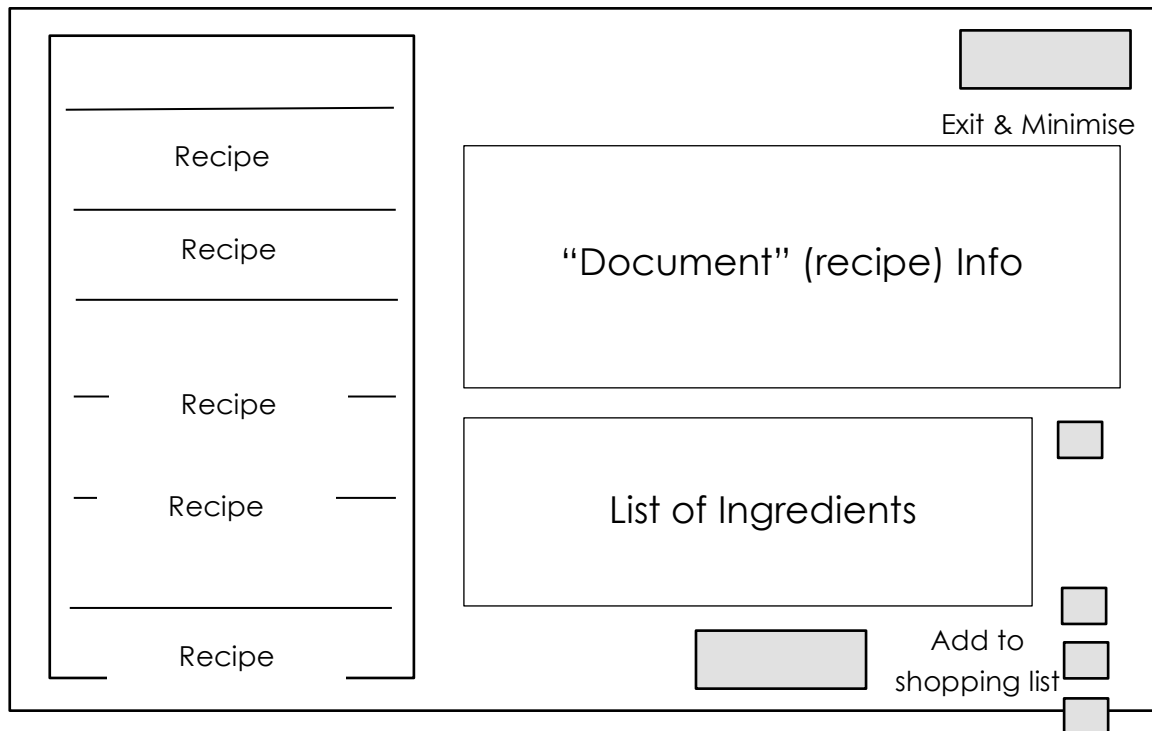 Exit & Minimise
Recipe
Recipe
“Document” (recipe) Info
Recipe
Recipe
List of Ingredients
Recipe
Add to
shopping list